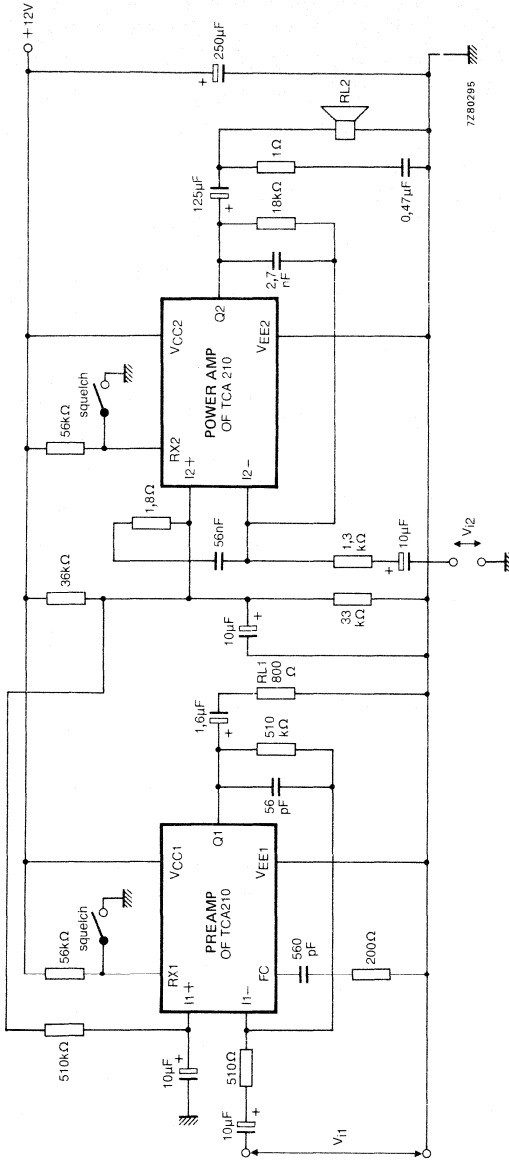 +12V
250µF
+
RL2
7Z80295
1Ω
0,47µF
125µF
+
18kΩ
2,7
nF
Q2
VCC2
VEE2
POWER AMP
OF TCA 210
squelch
56kΩ
RX2
I2+
I2−
1,8Ω
56nF
1,3
kΩ
+
10µF
Vi2
36kΩ
33
kΩ
10µF
+
RL1
800
Ω
1,6µF
+
510
kΩ
56
pF
Q1
VCC1
VEE1
PREAMP
OF TCA210
squelch
56kΩ
RX1
I1+
I1−
FC
560
pF
200Ω
510kΩ
10µF
+
510Ω
10µF
+
Vi1